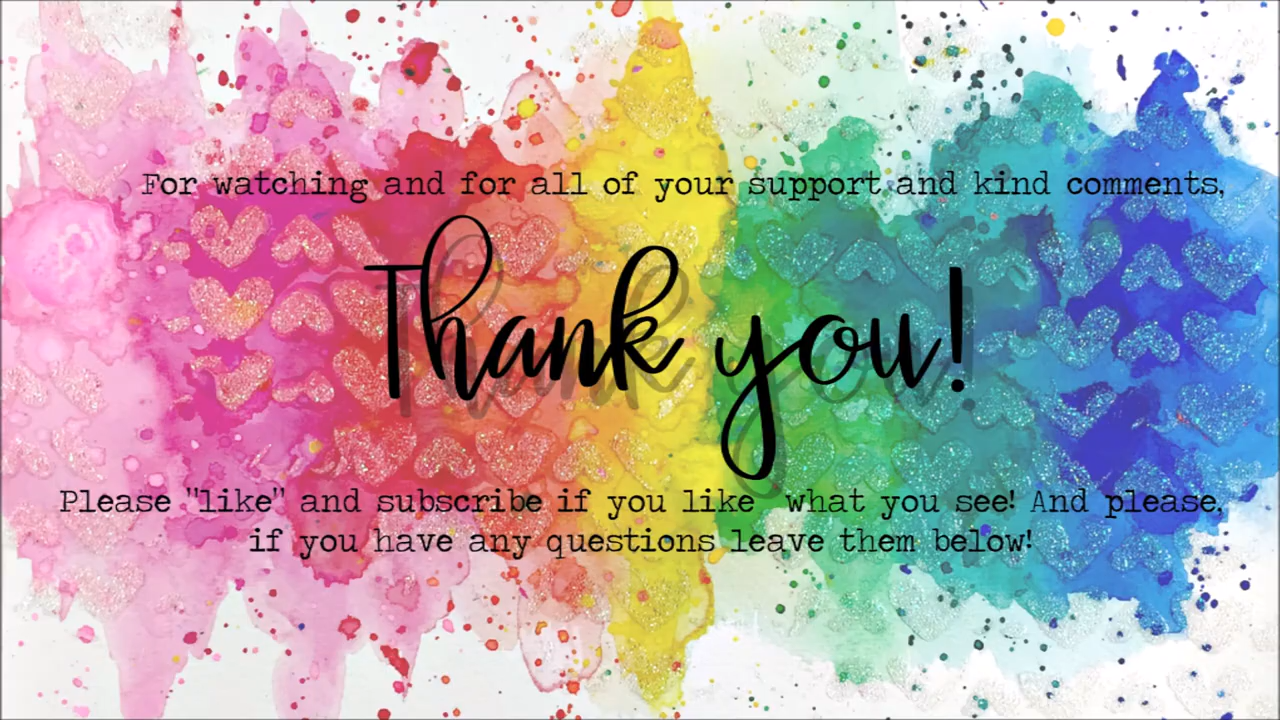 For watching and for all of your support and kind comments,
Thank you!
Please "like" and subscribe if you like what you see! And please,
if you have any questions leave them below!